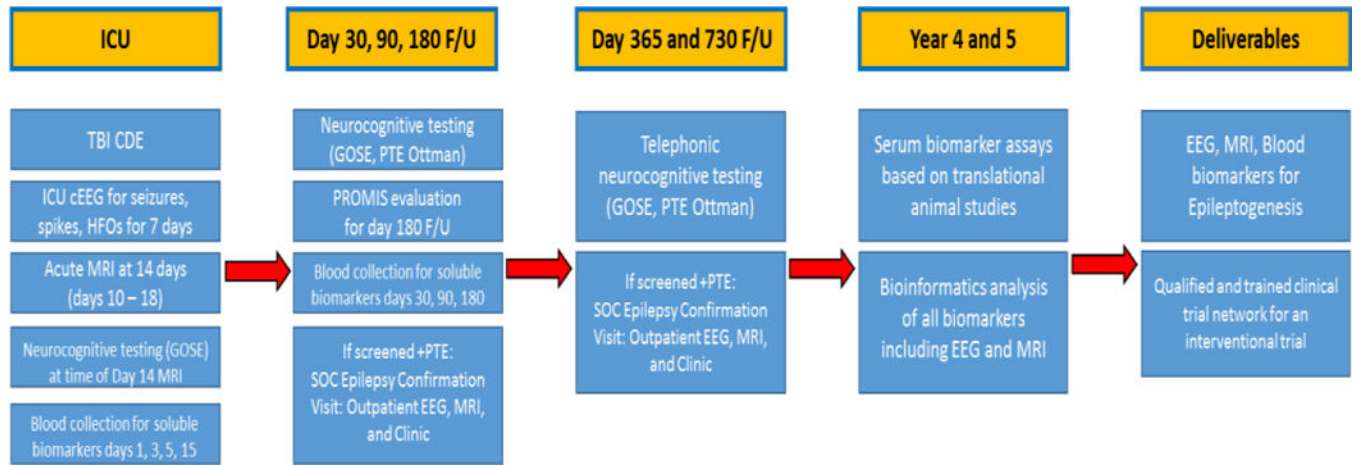 ICU
TBI CDE
ICU cEEG for seizures,
spikes, HFOs for 7 days
Acute MRI at 14 days
(days 10 – 18)
Neurocognitive testing (GOSE)
at time of Day 14 MRI
Blood collection for soluble
biomarkers days 1, 3, 5, 15
Day 30, 90, 180 F/U
Neurocognitive testing
(GOSE, PTE Ottman)
PROMIS evaluation
for day 180 F/U
Blood collection for soluble
biomarkers days 30, 90, 180
If screened +PTE:
SOC Epilepsy Confirmation
Visit: Outpatient EEG, MRI,
and Clinic
Day 365 and 730 F/U
Telephonic
neurocognitive testing
(GOSE, PTE Ottman)
If screened +PTE:
SOC Epilepsy Confirmation
Visit: Outpatient EEG, MRI,
and Clinic
Year 4 and 5
Serum biomarker assays
based on translational
animal studies
Bioinformatics analysis
of all biomarkers
including EEG and MRI
Deliverables
EEG, MRI, Blood
biomarkers for
Epileptogenesis
Qualified and trained clinical
trial network for an
interventional trial